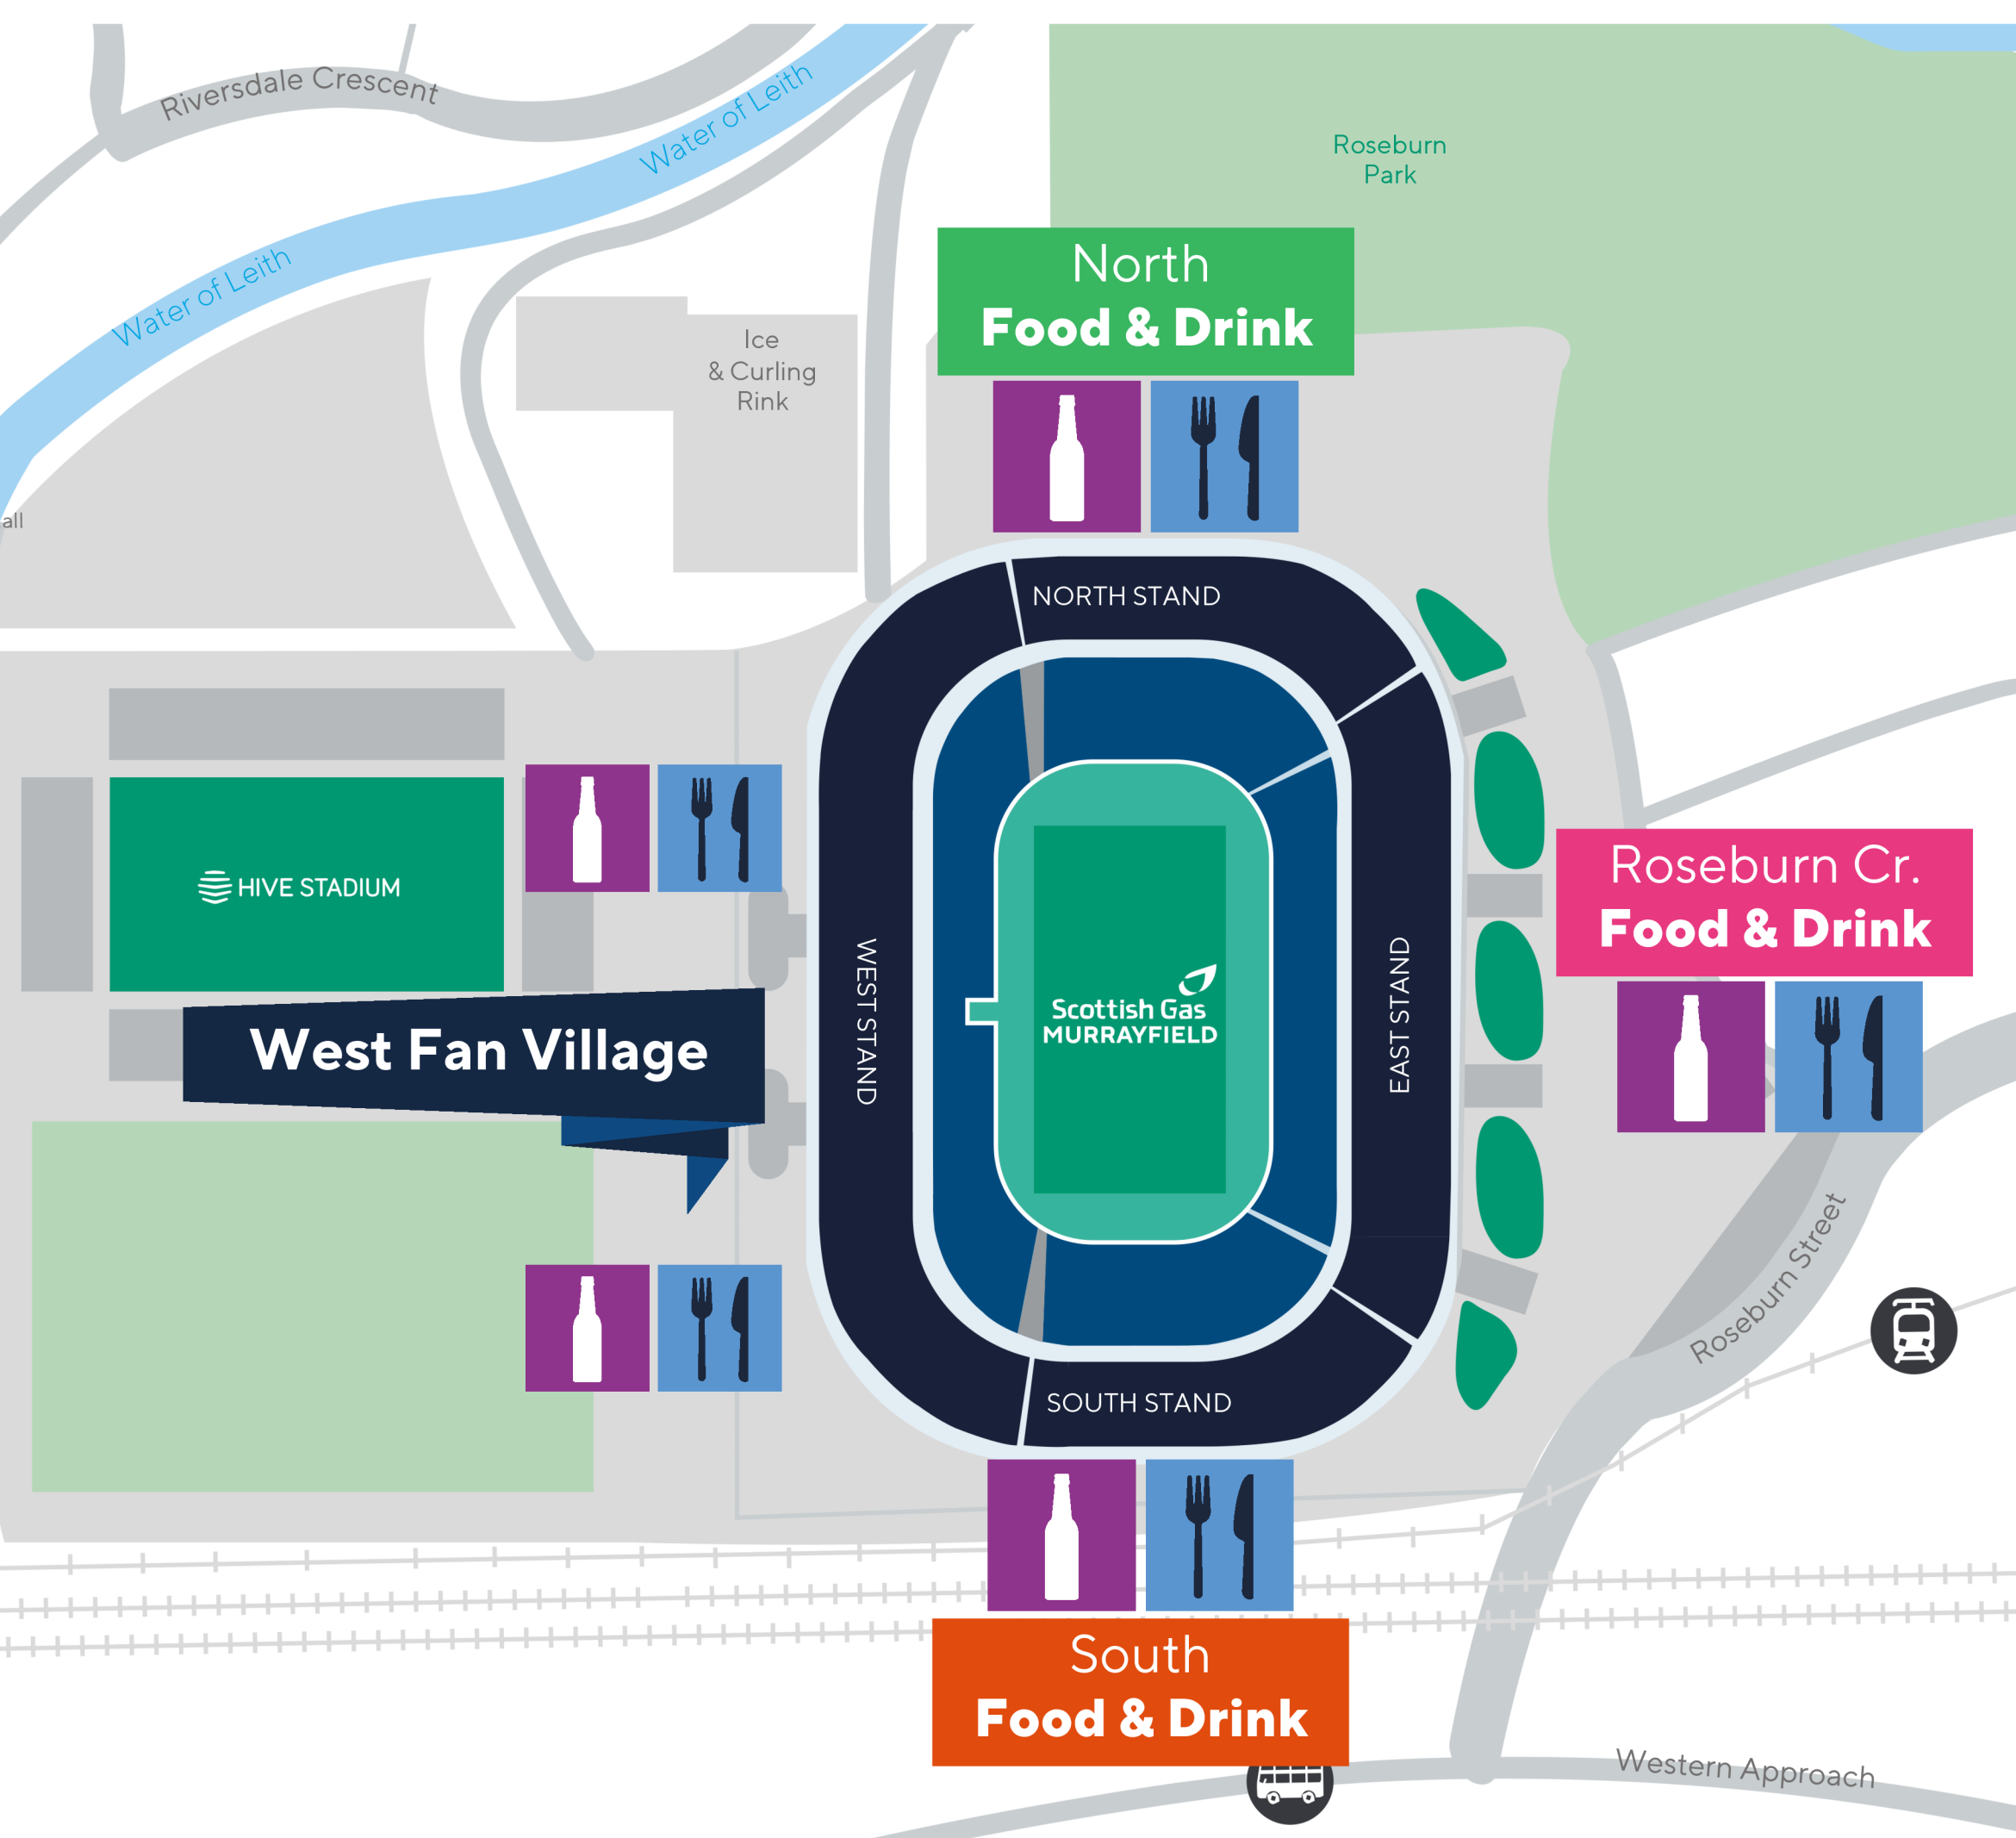 Riversdale Crescent
Water of Leith
Water of Leith
Roseburn
Park
North
Food & Drink
Ice
& Curling
Rink
all
NORTH STAND
HIVE STADIUM
Roseburn Cr.
Food & Drink
WEST STAND
EAST STAND
Scottish Gas
MURRAYFIELD
West Fan Village
Roseburn Street
SOUTH STAND
South
Food & Drink
Western Approach